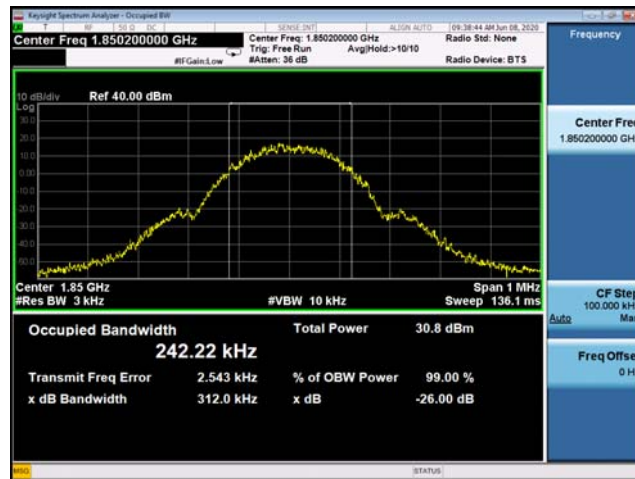 Keysight Spectrum Analyzer - Occupied BW
T RF 50 Ω DC SENSE:INT ALIGN AUTO 09:38:44 AM Jun 08, 2020
Center Freq 1.850200000 GHz
Center Freq: 1.850200000 GHz
Radio Std: None
Trig: Free Run Avg|Hold:>10/10
#IFGain:Low
#Atten: 36 dB
Radio Device: BTS
Frequency
10 dB/div
Ref 40.00 dBm
Log
30.0
20.0
10.0
0.00
-10.0
-20.0
-30.0
-40.0
-50.0
Center 1.85 GHz
Span 1 MHz
#Res BW 3 kHz
#VBW 10 kHz
Sweep 136.1 ms
Occupied Bandwidth
242.22 kHz
Total Power 30.8 dBm
Transmit Freq Error 2.543 kHz
% of OBW Power 99.00 %
x dB Bandwidth 312.0 kHz
x dB -26.00 dB
Center Fre
1.850200000 GH
CF Step
100.000 kH
Auto Ma
Freq Offse
0 H
MSG
STATUS